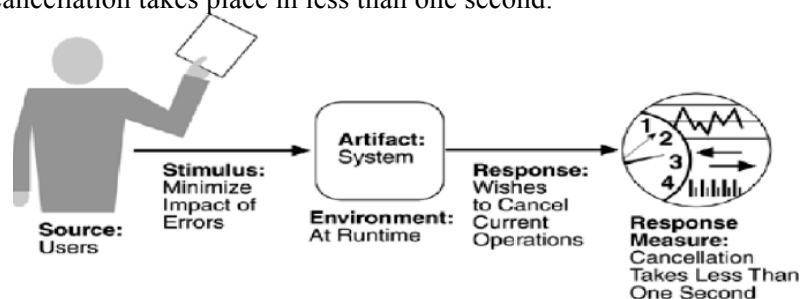 cancellation takes place in less than one second.
Source:
Users
Stimulus:
Minimize
Impact of
Errors
Artifact:
System
Environment:
At Runtime
Response:
Wishes
to Cancel
Current
Operations
1
2
3
4
Response
Measure:
Cancellation
Takes Less Than
One Second